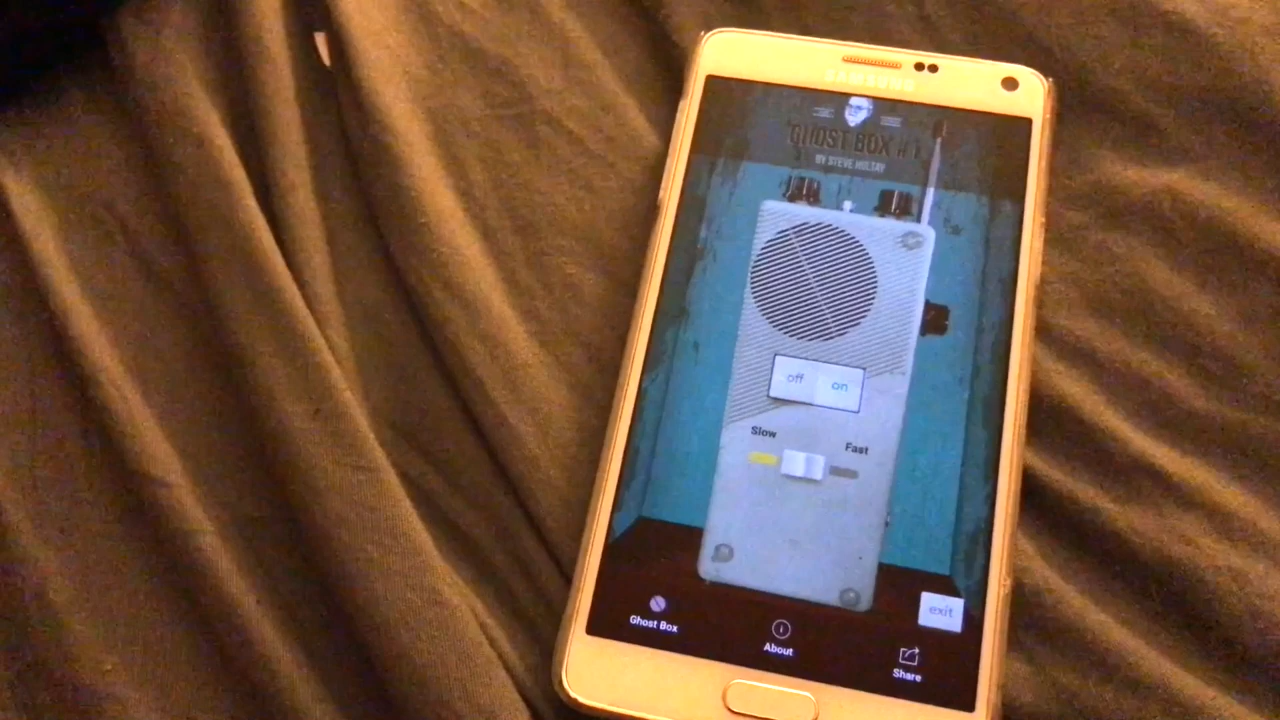 SAMSUNG
GHOST BOX # 1
BY STEVE HULTAY
off on
Slow
Fast
exit
Ghost Box
About
Share